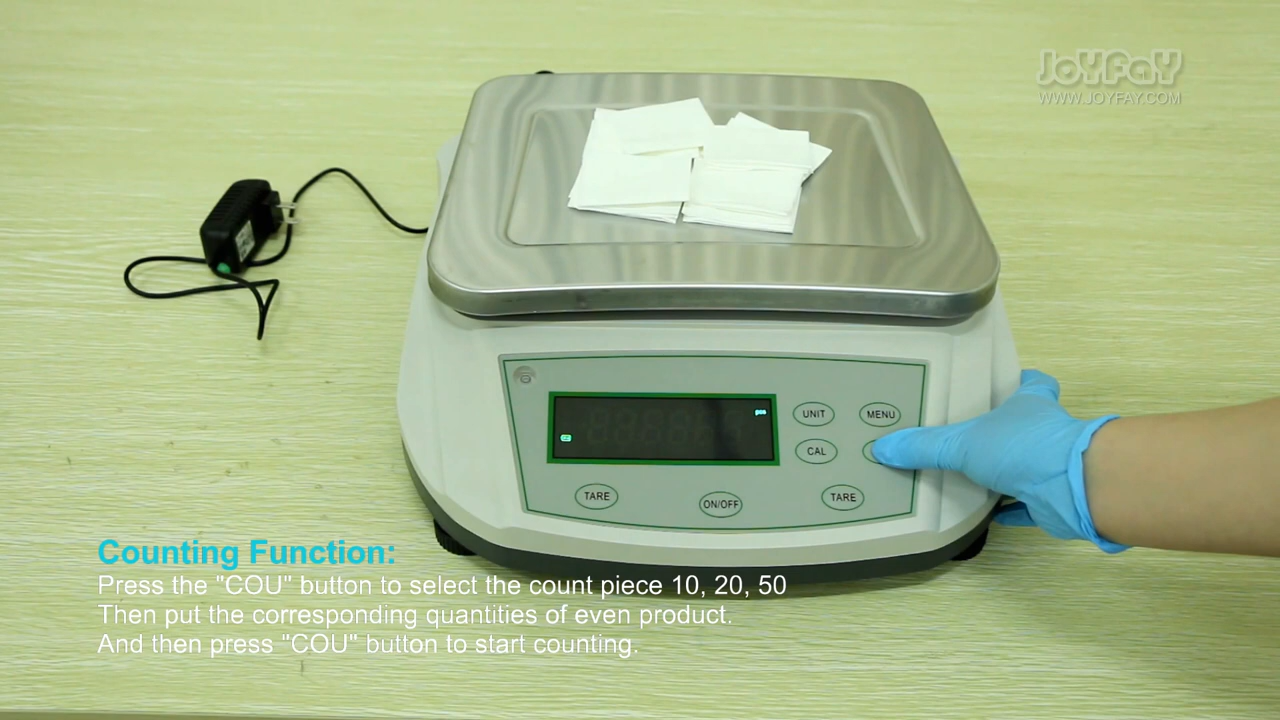 JoYFaY
WWW.JOYFAY.COM
pcs
UNIT
MENU
CAL
TARE
ON/OFF
TARE
Counting Function:
Press the "COU" button to select the count piece 10, 20, 50
Then put the corresponding quantities of even product.
And then press "COU" button to start counting.